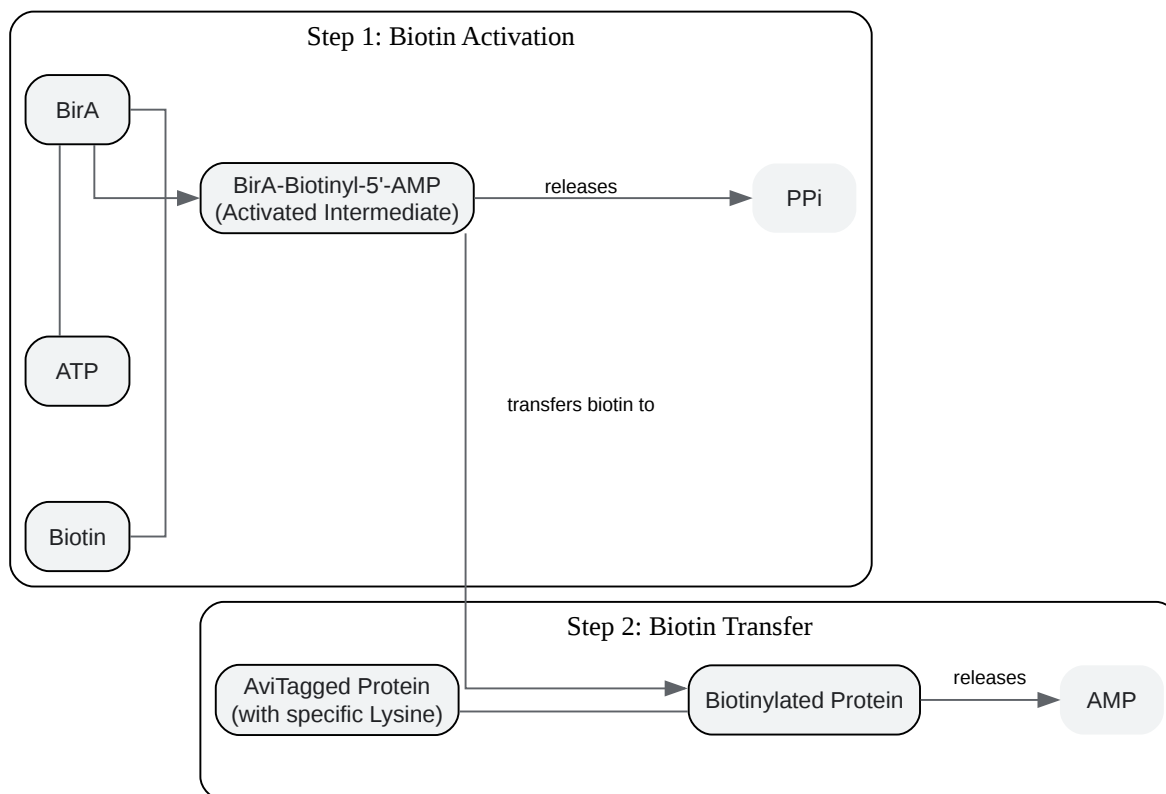 Step 1: Biotin Activation
BirA
BirA-Biotinyl-5'-AMP
(Activated Intermediate)
releases
PPi
ATP
transfers biotin to
Biotin
Step 2: Biotin Transfer
AviTagged Protein
(with specific Lysine)
Biotinylated Protein
releases
AMP